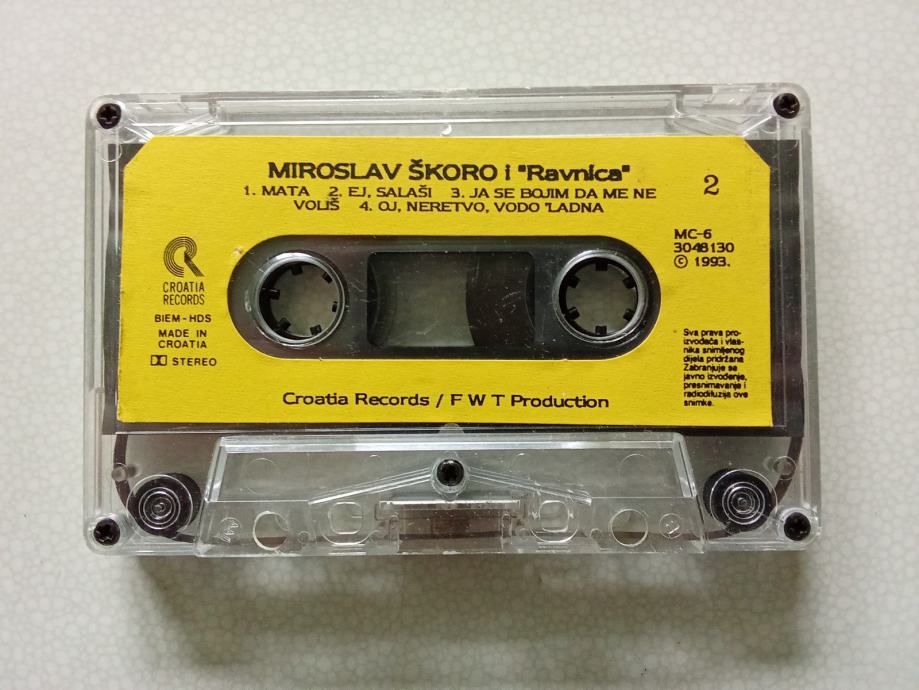 MIROSLAV ŠKORO i "Ravnica"
1. MATA 2. EJ, SALAŠI 3. JA SE BOJIM DA ME NE
VOLIŠ 4. OJ, NERETVO, VODO 'LADNA
2
MC-6
3048130
© 1993.
CROATIA
RECORDS
BIEM-HDS
MADE IN
CROATIA
STEREO
Sva prava pro-
izvođača i vlas-
nika snimljenog
dijela pridržana
Zabranjuje se
javno izvođenje,
presnimavanje i
radiodifuzija ove
snimke.
Croatia Records / F W T Production